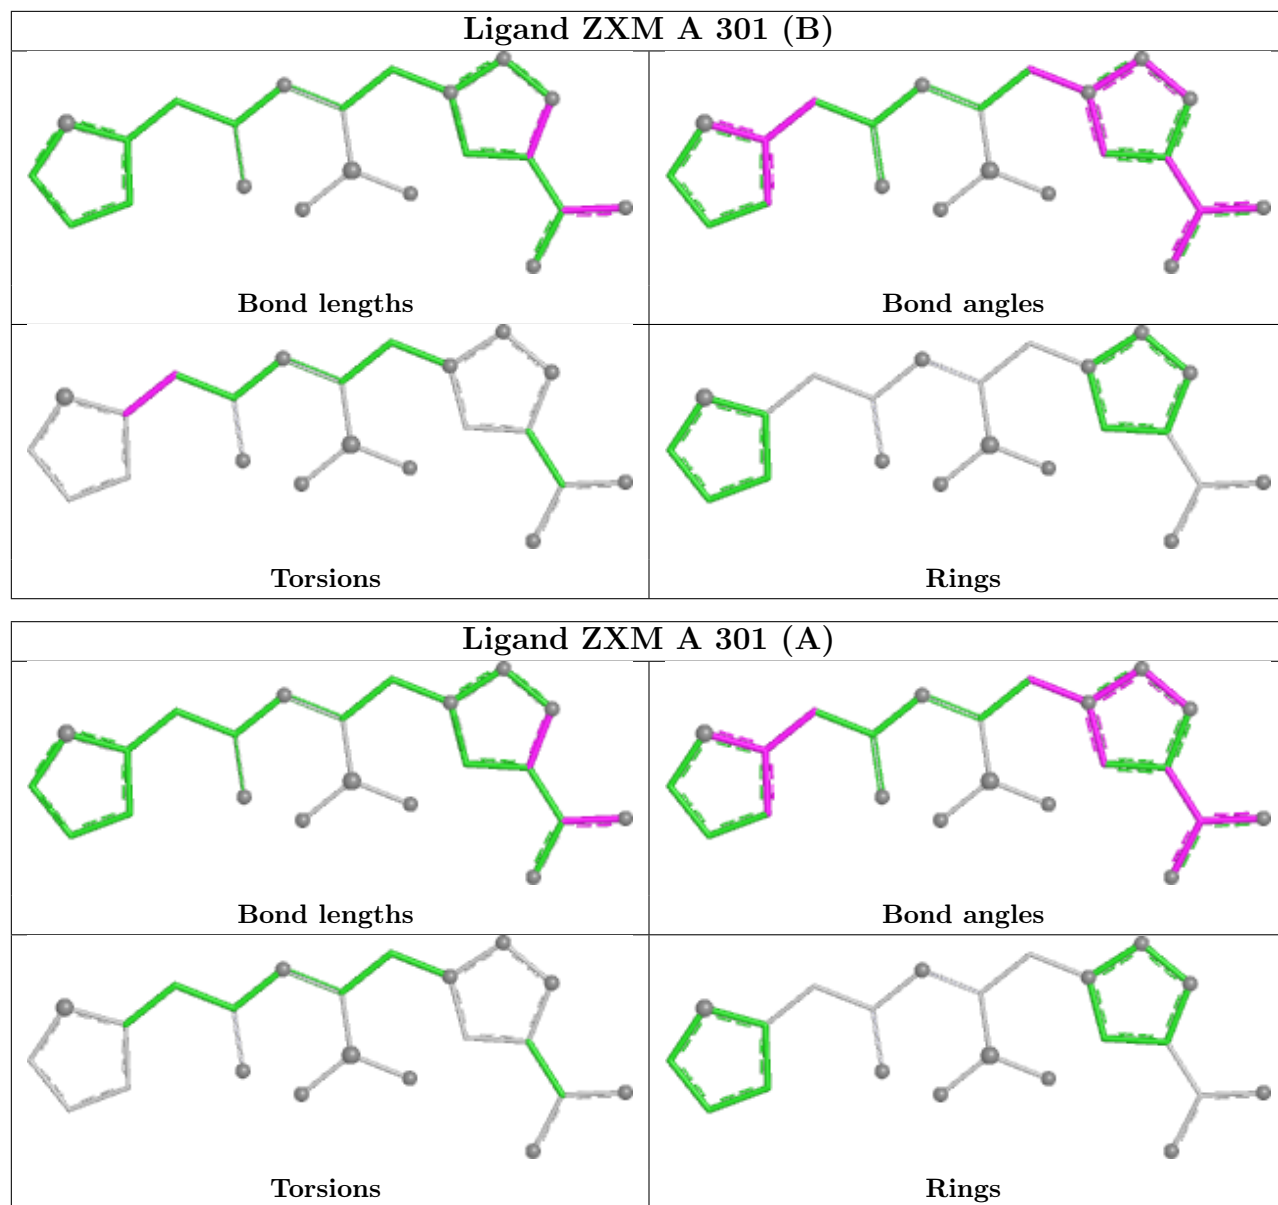 Ligand ZXM A 301 (B)
Bond lengths
Bond angles
Torsions
Rings
Ligand ZXM A 301 (A)
Bond lengths
Bond angles
Torsions
Rings